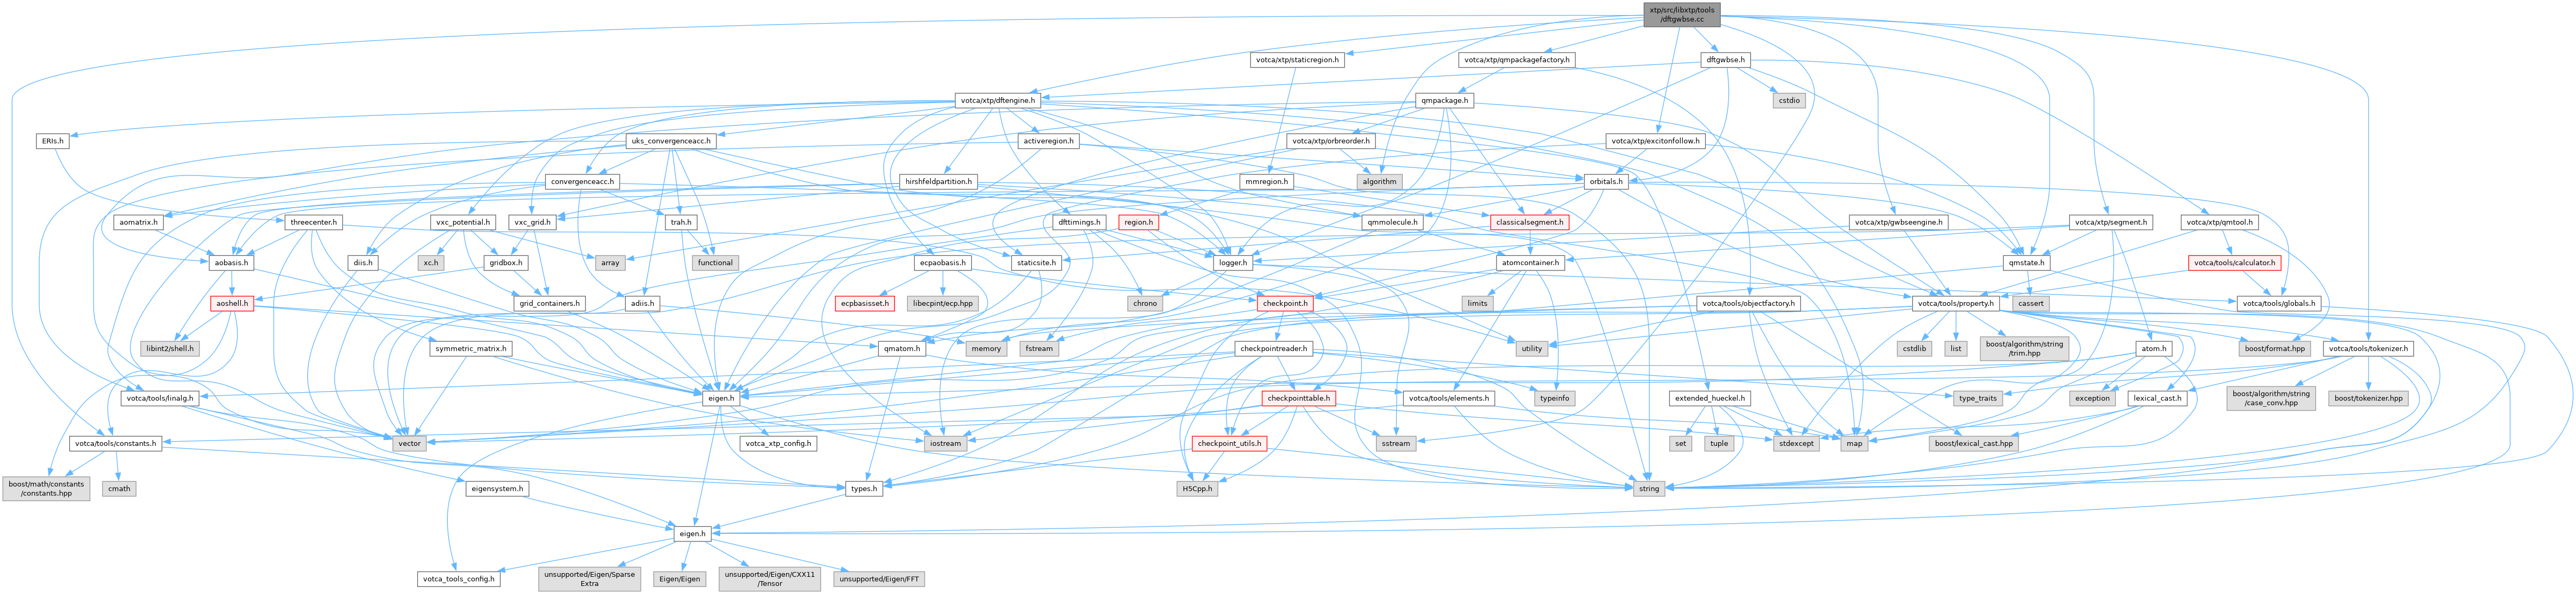 xtp/src/libxtp/tools
/dftgwbse.cc
votca/xtp/staticregion.h
votca/xtp/qmpackagefactory.h
dftgwbse.h
votca/xtp/dftengine.h
qmpackage.h
cstdio
ERIs.h
uks_convergenceacc.h
activeregion.h
votca/xtp/orbreorder.h
votca/xtp/excitonfollow.h
convergenceacc.h
hirshfeldpartition.h
mmregion.h
algorithm
orbitals.h
aomatrix.h
threecenter.h
vxc_potential.h
vxc_grid.h
trah.h
dfttimings.h
region.h
qmmolecule.h
classicalsegment.h
votca/xtp/gwbseengine.h
votca/xtp/segment.h
votca/xtp/qmtool.h
aobasis.h
diis.h
xc.h
gridbox.h
array
functional
ecpaobasis.h
staticsite.h
logger.h
atomcontainer.h
qmstate.h
votca/tools/calculator.h
aoshell.h
grid_containers.h
adiis.h
ecpbasisset.h
libecpint/ecp.hpp
chrono
checkpoint.h
limits
votca/tools/objectfactory.h
votca/tools/property.h
cassert
votca/tools/globals.h
libint2/shell.h
symmetric_matrix.h
qmatom.h
memory
fstream
checkpointreader.h
utility
cstdlib
list
boost/algorithm/string
/trim.hpp
atom.h
boost/format.hpp
votca/tools/tokenizer.h
votca/tools/linalg.h
eigen.h
checkpointtable.h
votca/tools/elements.h
typeinfo
extended_hueckel.h
type_traits
exception
lexical_cast.h
boost/algorithm/string
/case_conv.hpp
boost/tokenizer.hpp
votca/tools/constants.h
vector
votca_xtp_config.h
iostream
checkpoint_utils.h
sstream
set
tuple
stdexcept
map
boost/lexical_cast.hpp
boost/math/constants
/constants.hpp
cmath
eigensystem.h
types.h
H5Cpp.h
string
eigen.h
votca_tools_config.h
unsupported/Eigen/Sparse
Extra
Eigen/Eigen
unsupported/Eigen/CXX11
/Tensor
unsupported/Eigen/FFT